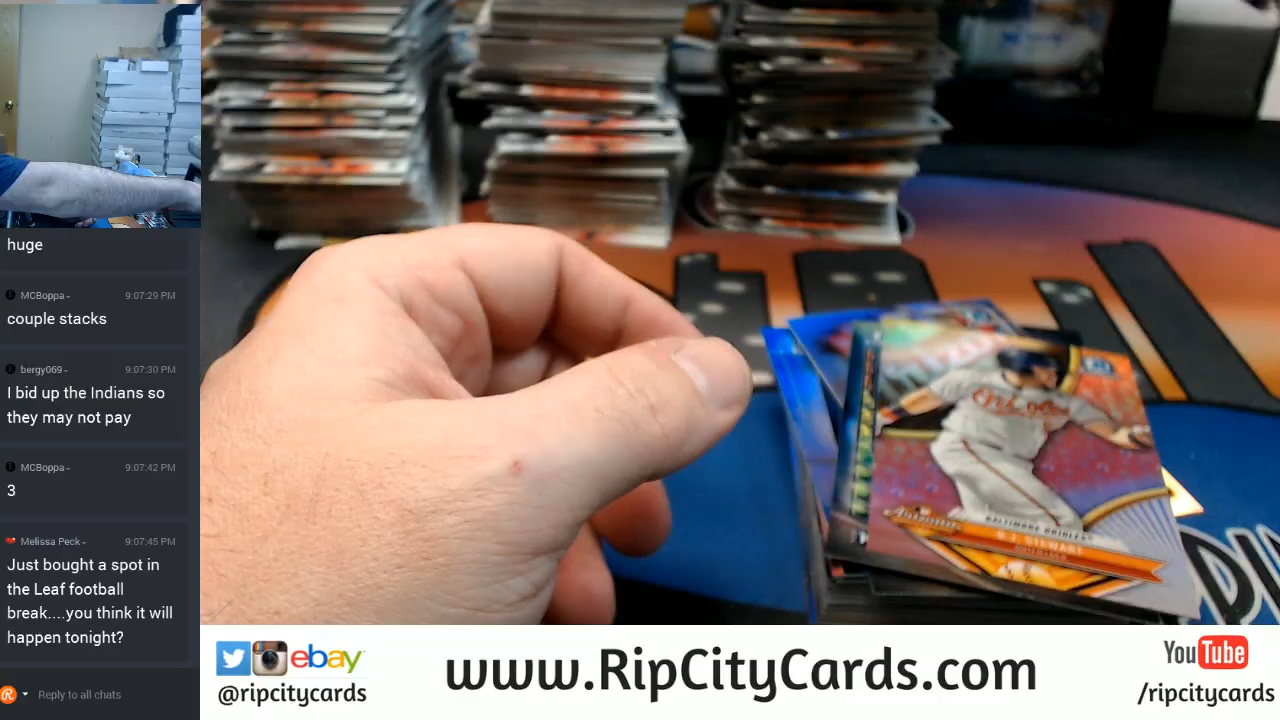 huge
MCBoppa-
9:07:29 PM
couple stacks
bergy069-
9:07:30 PM
I bid up the Indians so
they may not pay
MCBoppa-
9:07:42 PM
3
Melissa Peck-
9:07:45 PM
Just bought a spot in
the Leaf football
break....you think it will
happen tonight?
Reply to all chats
Orioles
BALTIMORE ORIOLES
D.J. STEWART
ebay
@ripcitycards
www.RipCityCards.com
YouTube
/ripcitycards